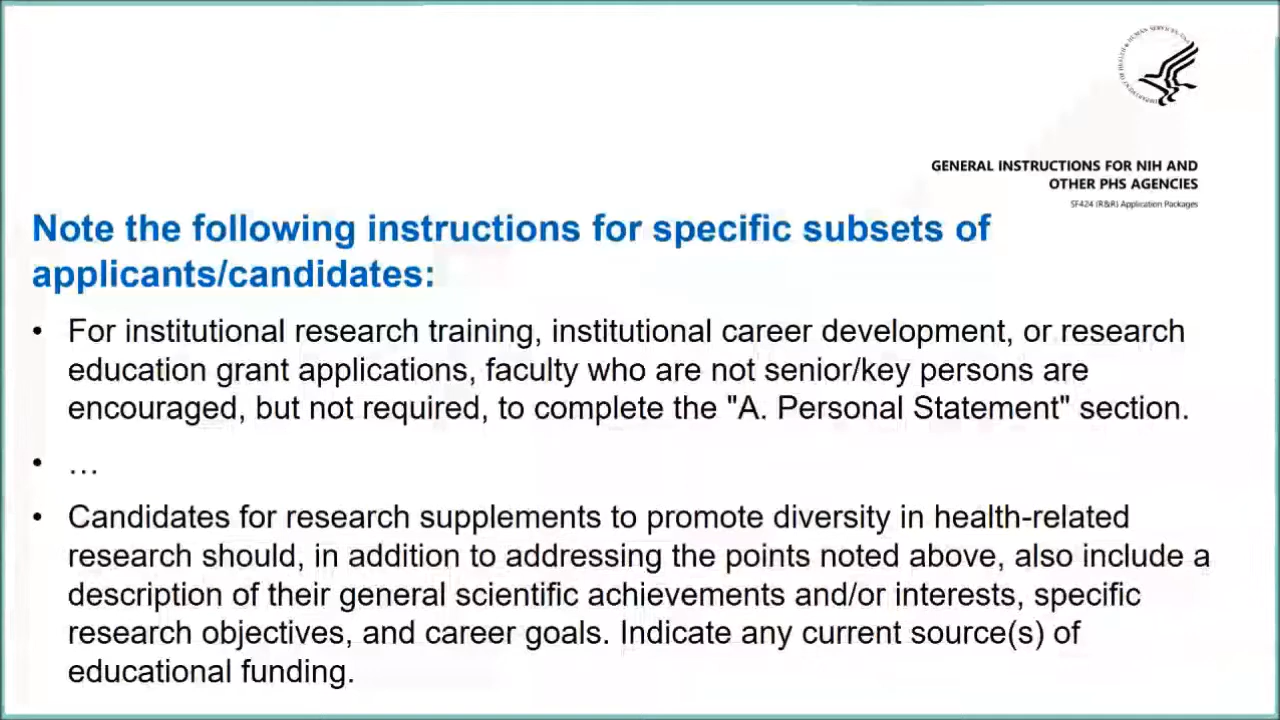 GENERAL INSTRUCTIONS FOR NIH AND
OTHER PHS AGENCIES
SF424 (R&R) Application Packages
Note the following instructions for specific subsets of
applicants/candidates:
• For institutional research training, institutional career development, or research
education grant applications, faculty who are not senior/key persons are
encouraged, but not required, to complete the "A. Personal Statement" section.
• …
• Candidates for research supplements to promote diversity in health-related
research should, in addition to addressing the points noted above, also include a
description of their general scientific achievements and/or interests, specific
research objectives, and career goals. Indicate any current source(s) of
educational funding.